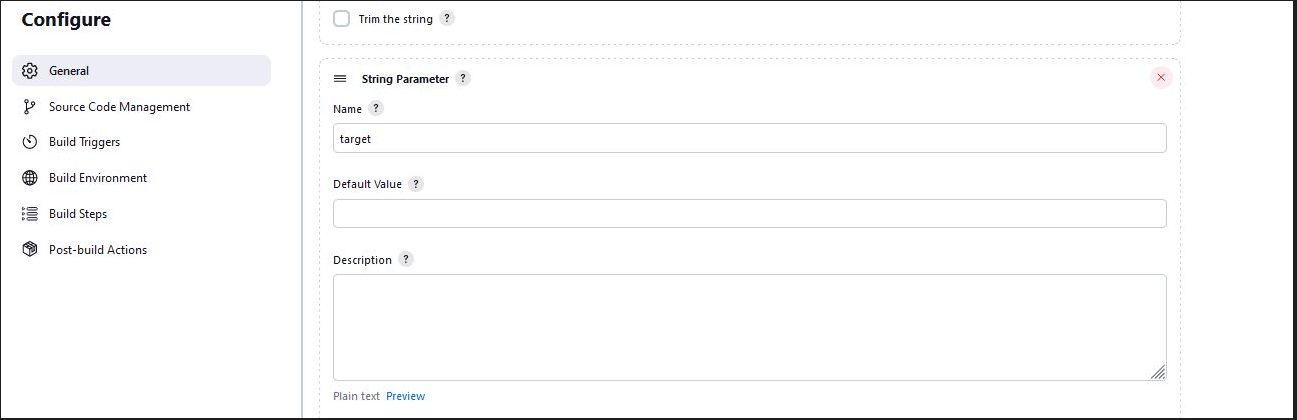 Configure
General
Source Code Management
Build Triggers
Build Environment
Build Steps
Post-build Actions
Trim the string ?
String Parameter ?
Name ?
target
Default Value ?
Description ?
Plain text Preview